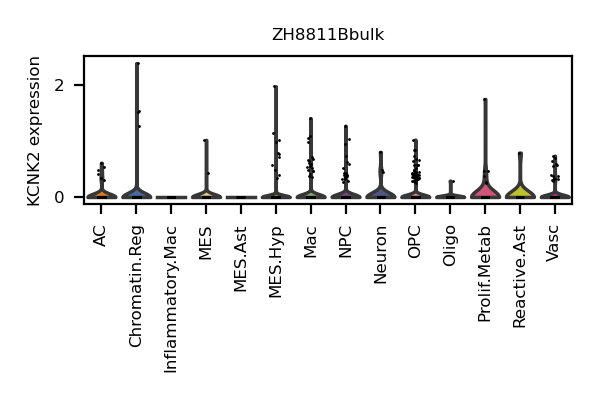 ZH8811Bbulk
KCNK2 expression
2
0
AC
Chromatin.Reg
Inflammatory.Mac
MES
MES.Ast
MES.Hyp
Mac
NPC
Neuron
OPC
Oligo
Prolif.Metab
Reactive.Ast
Vasc